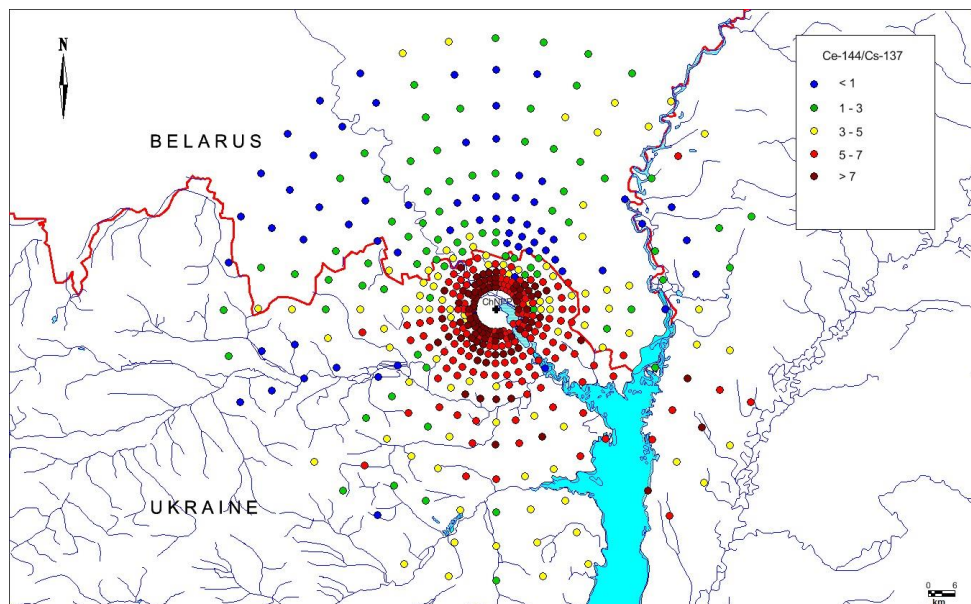 N
Ce-144/Cs-137
< 1
1 - 3
3 - 5
5 - 7
> 7
BELARUS
ChNPP
UKRAINE
0 6
km